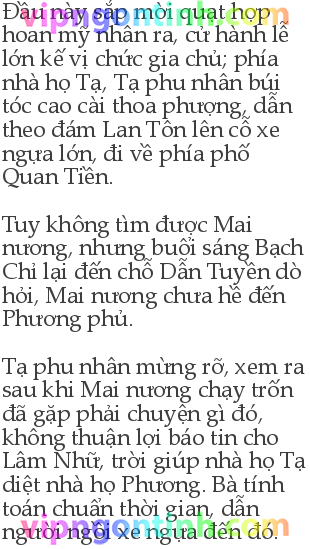 Đầu này sắp mời quạt hợp
hoan mỹ nhân ra, cử hành lễ
lớn kế vị chức gia chủ; phía
nhà họ Tạ, Tạ phu nhân búi
tóc cao cài thoa phượng, dẫn
theo đám Lan Tôn lên cỗ xe
ngựa lớn, đi về phía phố
Quan Tiền.
Tuy không tìm được Mai
nương, nhưng buổi sáng Bạch
Chỉ lại đến chỗ Dẫn Tuyền dò
hỏi, Mai nương chưa hề đến
Phương phủ.
Tạ phu nhân mừng rỡ, xem ra
sau khi Mai nương chạy trốn
đã gặp phải chuyện gì đó,
không thuận lợi báo tin cho
Lâm Nhữ, trời giúp nhà họ Tạ
diệt nhà họ Phương. Bà tính
toán chuẩn thời gian, dẫn
người ngồi xe ngựa đến đó.
vipngontinh.com
vipngontinh.com